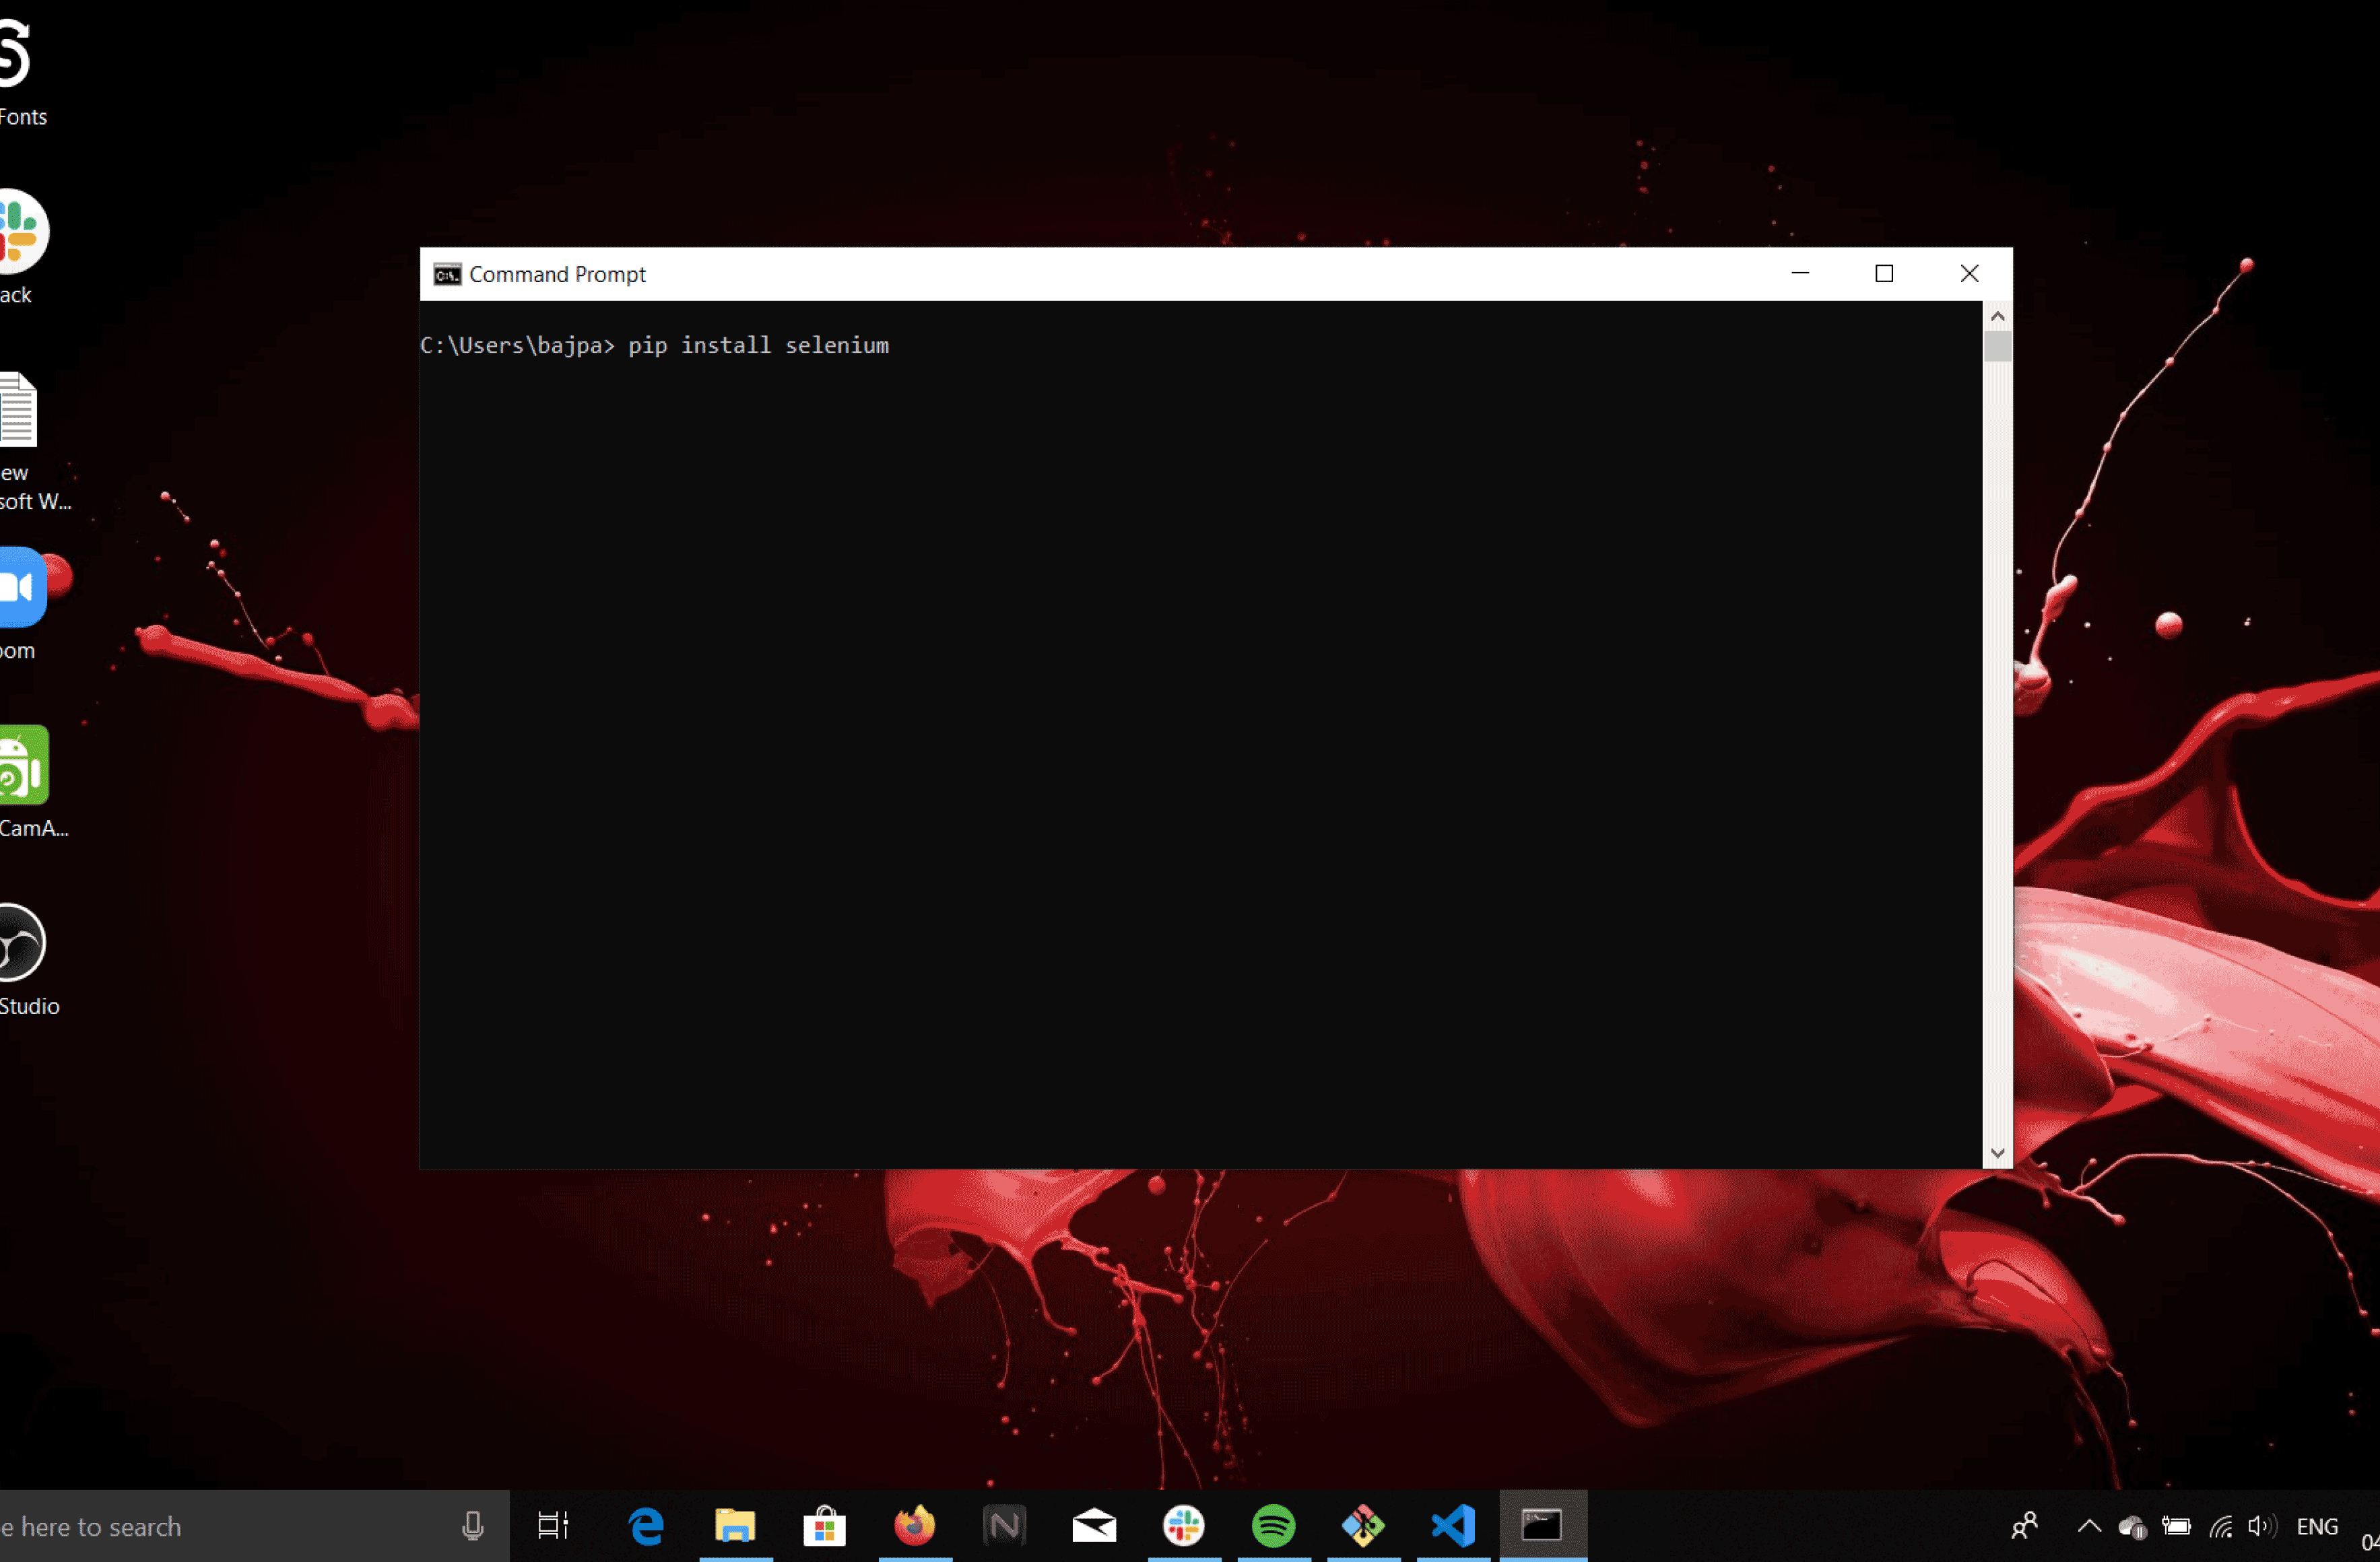 Fonts
ack
ew
soft W...
oom
CamA...
Studio
Command Prompt
C:\Users\bajpa> pip install selenium
e here to search
ENG
04